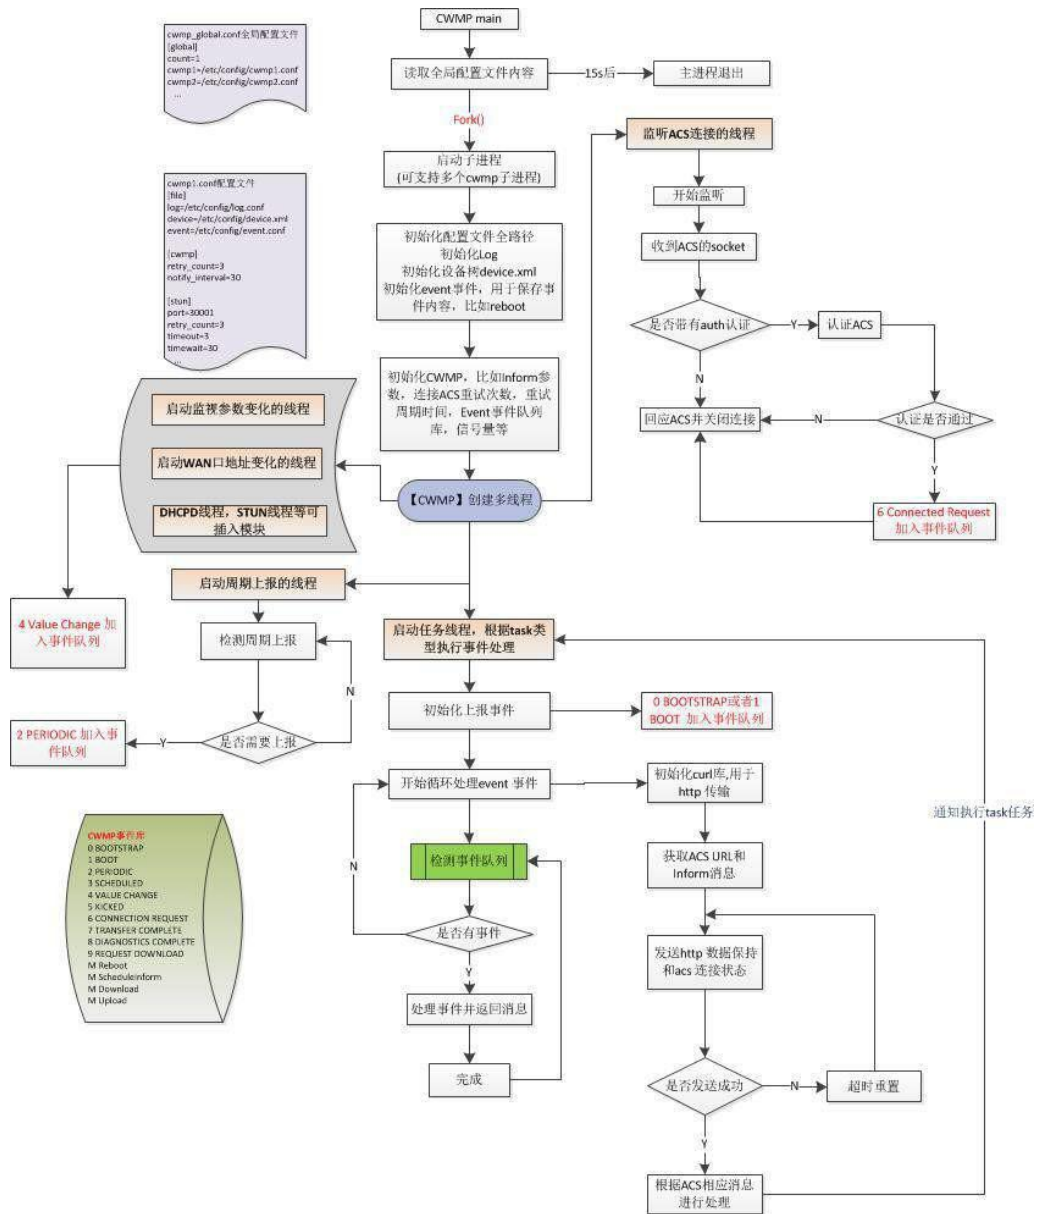 CWMP main
cwmp_global.conf全局配置文件
[global]
count=1
cwmp1=/etc/config/cwmp1.conf
cwmp2=/etc/config/cwmp2.conf
...
读取全局配置文件内容
15s后
主进程退出
Fork()
启动子进程
(可支持多个cwmp子进程)
cwmp1.conf配置文件
[file]
log=/etc/config/log.conf
device=/etc/config/device.xml
event=/etc/config/event.conf
[cwmp]
retry_count=3
notify_interval=30
[stun]
port=30001
retry_count=3
timeout=3
timewait=30
...
初始化配置文件全路径
初始化Log
初始化设备树device.xml
初始化event事件，用于保存事
件内容，比如reboot
初始化CWMP，比如Inform参
数，连接ACS重试次数，重试
周期时间，Event事件队列
库，信号量等
【CWMP】创建多线程
监听ACS连接的线程
开始监听
收到ACS的socket
是否带有auth认证
Y
认证ACS
N
回应ACS并关闭连接
N
认证是否通过
Y
6 Connected Request
加入事件队列
启动监视参数变化的线程
启动WAN口地址变化的线程
DHCPD线程，STUN线程等可
插入模块
4 Value Change 加
入事件队列
启动周期上报的线程
检测周期上报
N
是否需要上报
Y
2 PERIODIC 加入事
件队列
启动任务线程，根据task类
型执行事件处理
初始化上报事件
0 BOOTSTRAP或者1
BOOT 加入事件队列
开始循环处理event 事件
N
检测事件队列
是否有事件
Y
处理事件并返回消息
完成
初始化curl库,用于
http 传输
获取ACS URL和
Inform消息
发送http 数据保持
和acs 连接状态
是否发送成功
N
超时重置
Y
根据ACS相应消息
进行处理
通知执行task任务
CWMP事件库
0 BOOTSTRAP
1 BOOT
2 PERIODIC
3 SCHEDULED
4 VALUE CHANGE
5 KICKED
6 CONNECTION REQUEST
7 TRANSFER COMPLETE
8 DIAGNOSTICS COMPLETE
9 REQUEST DOWNLOAD
M Reboot
M ScheduleInform
M Download
M Upload